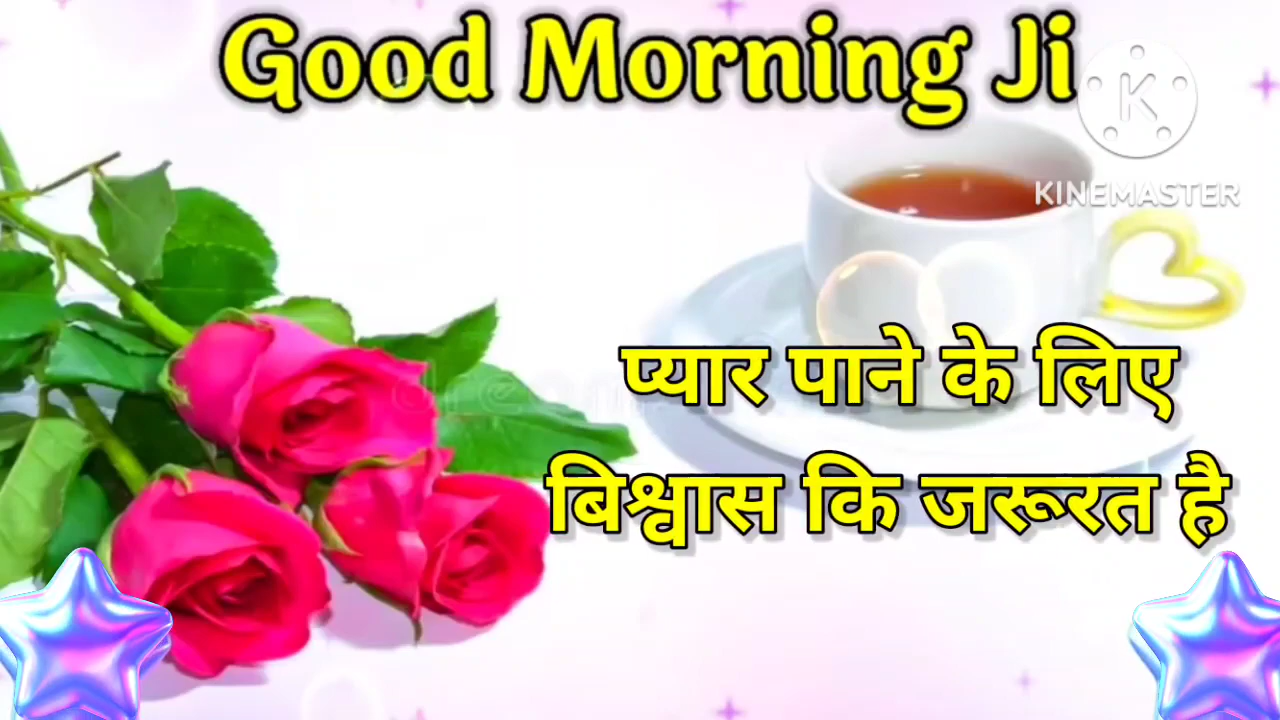 Good Morning Ji
K
KINEMASTER
प्यार पाने के लिए
बिश्वास कि जरूरत है